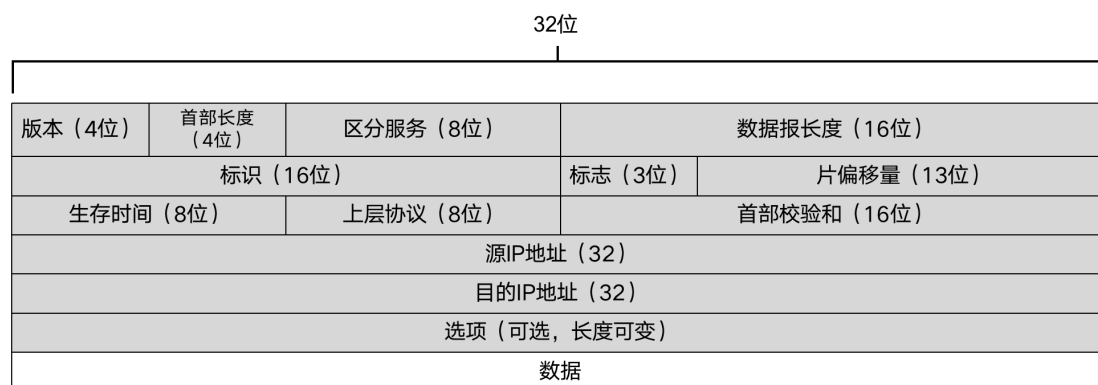 32位
版本（4位） 首部长度（4位） 区分服务（8位） 数据报长度（16位）
标识（16位） 标志（3位） 片偏移量（13位）
生存时间（8位） 上层协议（8位） 首部校验和（16位）
源IP地址（32）
目的IP地址（32）
选项（可选，长度可变）
数据